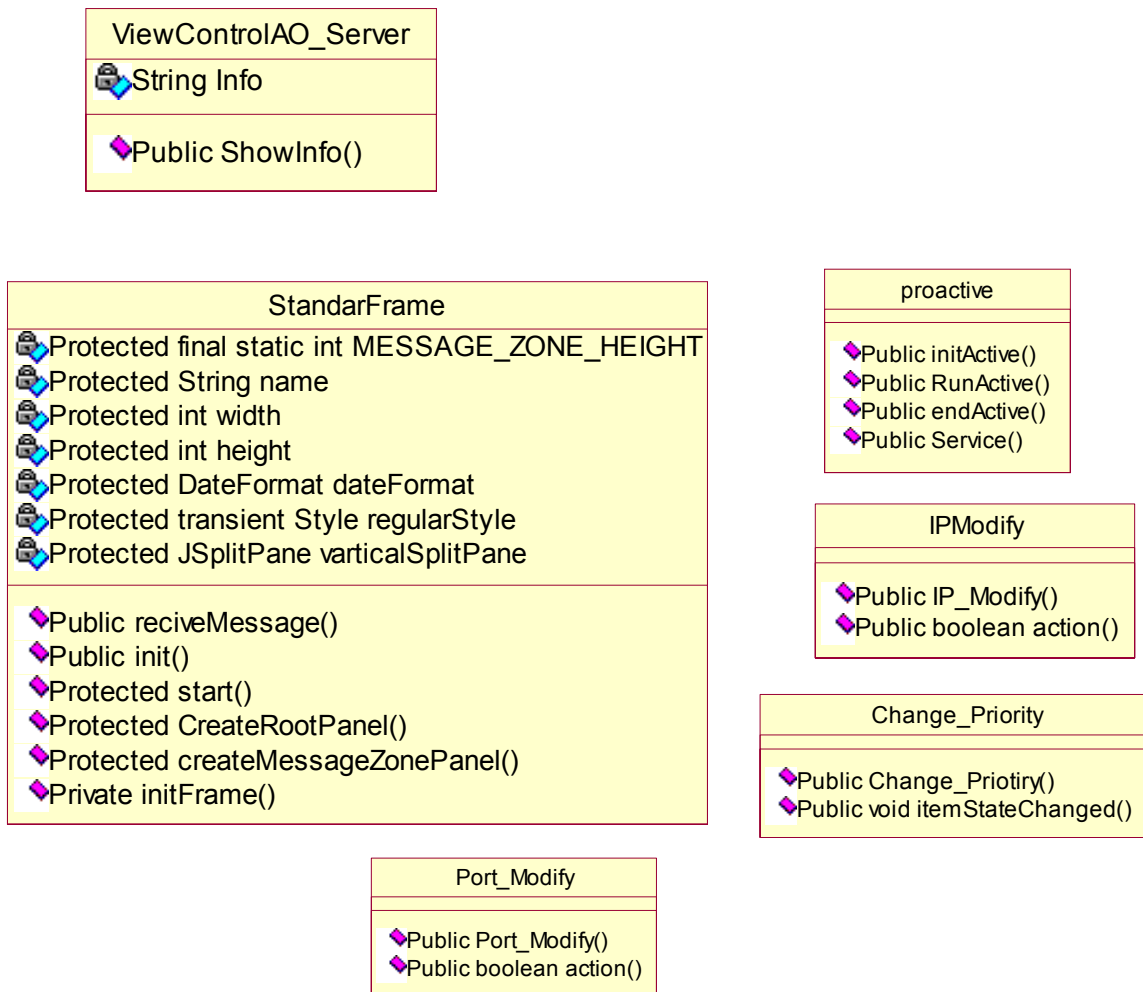 ViewControlAO_Server
String Info
Public ShowInfo()
StandarFrame
Protected final static int MESSAGE_ZONE_HEIGHT
Protected String name
Protected int width
Protected int height
Protected DateFormat dateFormat
Protected transient Style regularStyle
Protected JSplitPane varticalSplitPane
Public reciveMessage()
Public init()
Protected start()
Protected CreateRootPanel()
Protected createMessageZonePanel()
Private initFrame()
proactive
Public initActive()
Public RunActive()
Public endActive()
Public Service()
IPModify
Public IP_Modify()
Public boolean action()
Change_Priority
Public Change_Priotiry()
Public void itemStateChanged()
Port_Modify
Public Port_Modify()
Public boolean action()